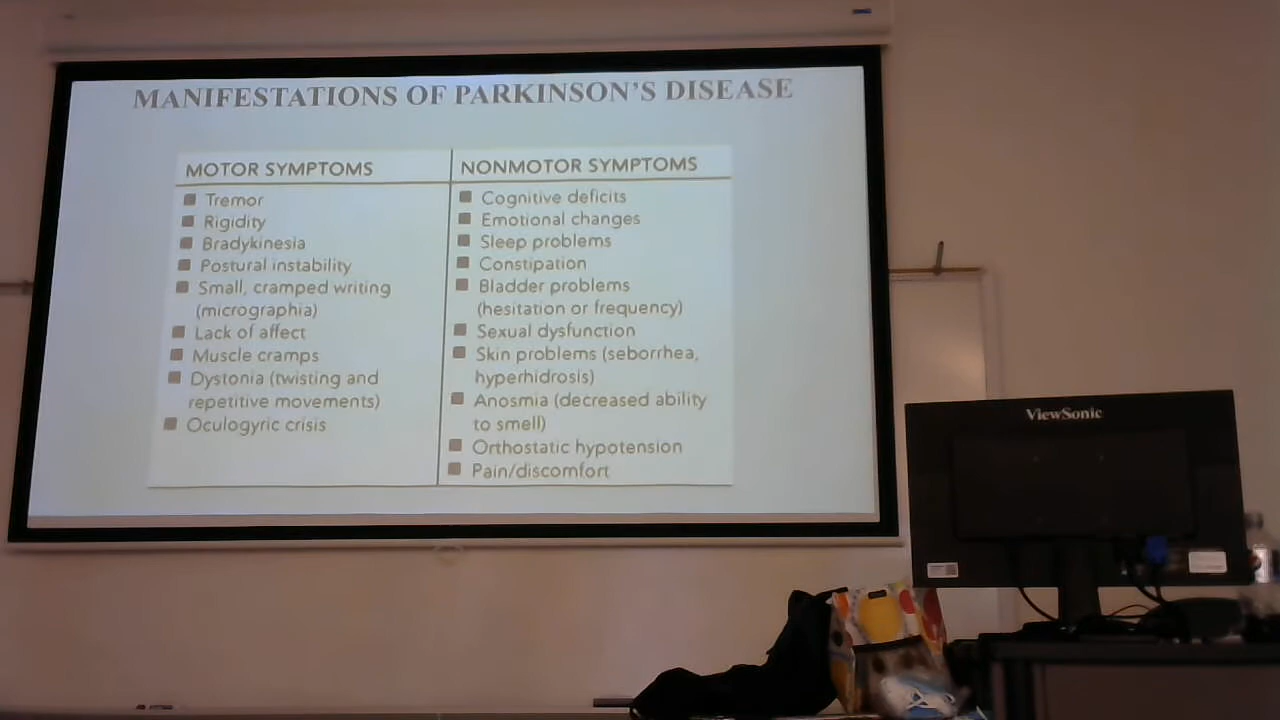 MANIFESTATIONS OF PARKINSON'S DISEASE
MOTOR SYMPTOMS
Tremor
Rigidity
Bradykinesia
Postural instability
Small, cramped writing
(micrographia)
Lack of affect
Muscle cramps
Dystonia (twisting and
repetitive movements)
Oculogyric crisis
NONMOTOR SYMPTOMS
Cognitive deficits
Emotional changes
Sleep problems
Constipation
Bladder problems
(hesitation or frequency)
Sexual dysfunction
Skin problems (seborrhea,
hyperhidrosis)
Anosmia (decreased ability
to smell)
Orthostatic hypotension
Pain/discomfort
ViewSonic